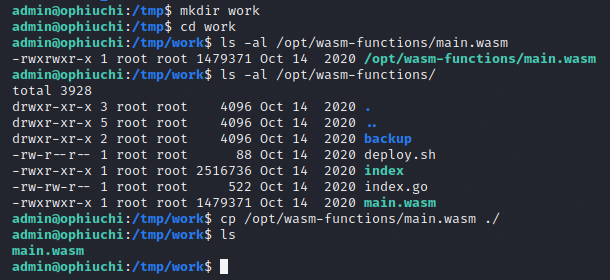 admin@ophiuchi:/tmp$ mkdir work
admin@ophiuchi:/tmp$ cd work
admin@ophiuchi:/tmp/work$ ls -al /opt/wasm-functions/main.wasm
-rwxrwxr-x 1 root root 1479371 Oct 14  2020 /opt/wasm-functions/main.wasm
admin@ophiuchi:/tmp/work$ ls -al /opt/wasm-functions/
total 3928
drwxr-xr-x 3 root root    4096 Oct 14  2020 .
drwxr-xr-x 5 root root    4096 Oct 14  2020 ..
drwxr-xr-x 2 root root    4096 Oct 14  2020 backup
-rw-r--r-- 1 root root      88 Oct 14  2020 deploy.sh
-rwxr-xr-x 1 root root 2516736 Oct 14  2020 index
-rw-rw-r-- 1 root root     522 Oct 14  2020 index.go
-rwxrwxr-x 1 root root 1479371 Oct 14  2020 main.wasm
admin@ophiuchi:/tmp/work$ cp /opt/wasm-functions/main.wasm ./
admin@ophiuchi:/tmp/work$ ls
main.wasm
admin@ophiuchi:/tmp/work$